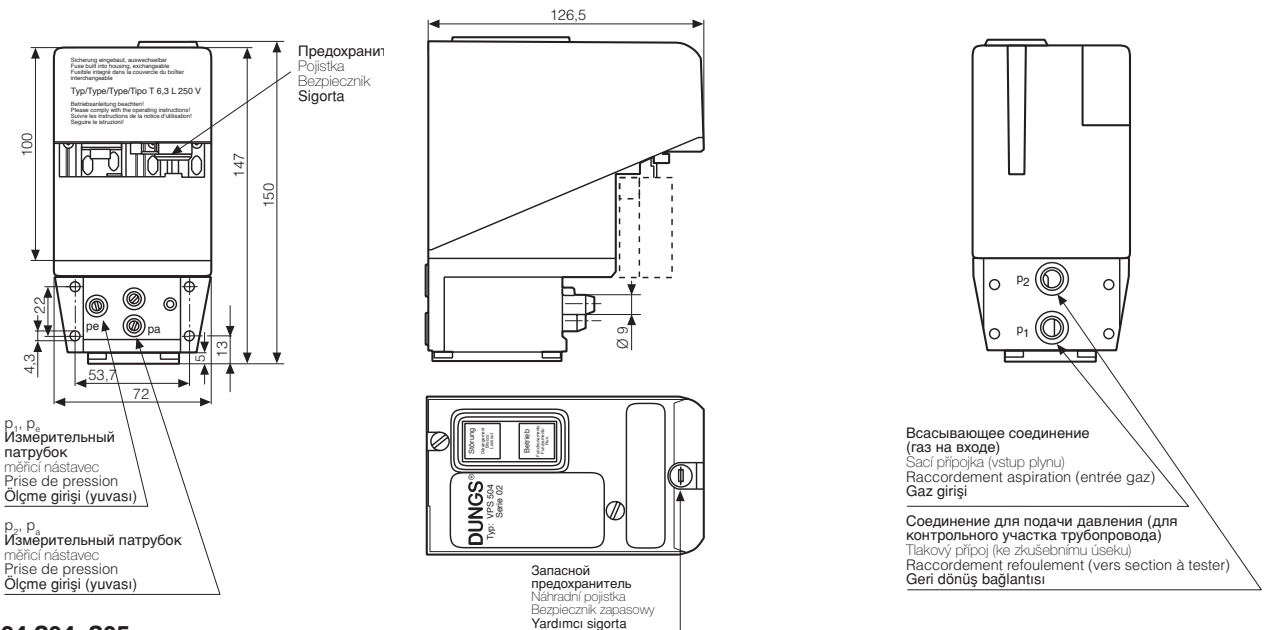 126,5
Sicherung eingebaut, auswechselbar
Fuse built into housing, exchangeable
Fusible integré dans la couvercle du boîtier
interchangeable
Typ/Type/Type/Tipo T 6,3 L 250 V
Betriebsanleitung beachten!
Please comply with the operating instructions!
Suivre les instructions de la notice d'utilisation!
Seguire le istruzioni!
Предохранит
Pojistka
Bezpiecznik
Sigorta
100
147
150
22
4,3
pe
pa
5
13
53,7
72
Ø 9
p2
p1
p1, pe
Измерительный
патрубок
měřicí nástavec
Prise de pression
Ölçme girişi (yuvası)
p2, pa
Измерительный патрубок
měřicí nástavec
Prise de pression
Ölçme girişi (yuvası)
Störung
Betrieb
DUNGS®
Typ: VPS 504
Serie 02
Запасной
предохранитель
Náhradní pojistka
Bezpiecznik zapasowy
Yardımcı sigorta
Всасывающее соединение
(газ на входе)
Sací přípojka (vstup plynu)
Raccordement aspiration (entrée gaz)
Gaz girişi
Соединение для подачи давления (для
контрольного участка трубопровода)
Tlakový přípoj (ke zkušebnímu úseku)
Raccordement refoulement (vers section à tester)
Geri dönüş bağlantısı